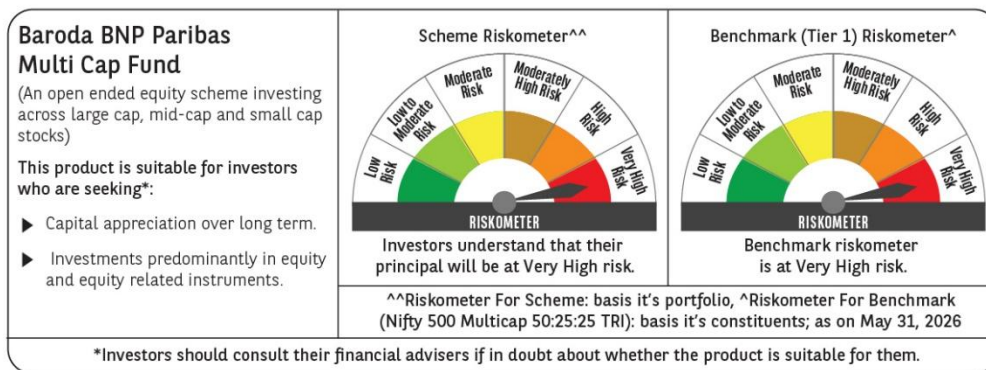 Baroda BNP Paribas
Multi Cap Fund
(An open ended equity scheme investing
across large cap, mid-cap and small cap
stocks)
This product is suitable for investors
who are seeking*:
▶ Capital appreciation over long term.
▶ Investments predominantly in equity
and equity related instruments.
Scheme Riskometer^^
Low
Risk
Low to
Moderate
Risk
Moderate
Risk
Moderately
High Risk
High
Risk
Very High
Risk
RISKOMETER
Investors understand that their
principal will be at Very High risk.
Benchmark (Tier 1) Riskometer^
Low
Risk
Low to
Moderate
Risk
Moderate
Risk
Moderately
High Risk
High
Risk
Very High
Risk
RISKOMETER
Benchmark riskometer
is at Very High risk.
^^Riskometer For Scheme: basis it's portfolio, ^Riskometer For Benchmark
(Nifty 500 Multicap 50:25:25 TRI): basis it's constituents; as on May 31, 2026
*Investors should consult their financial advisers if in doubt about whether the product is suitable for them.